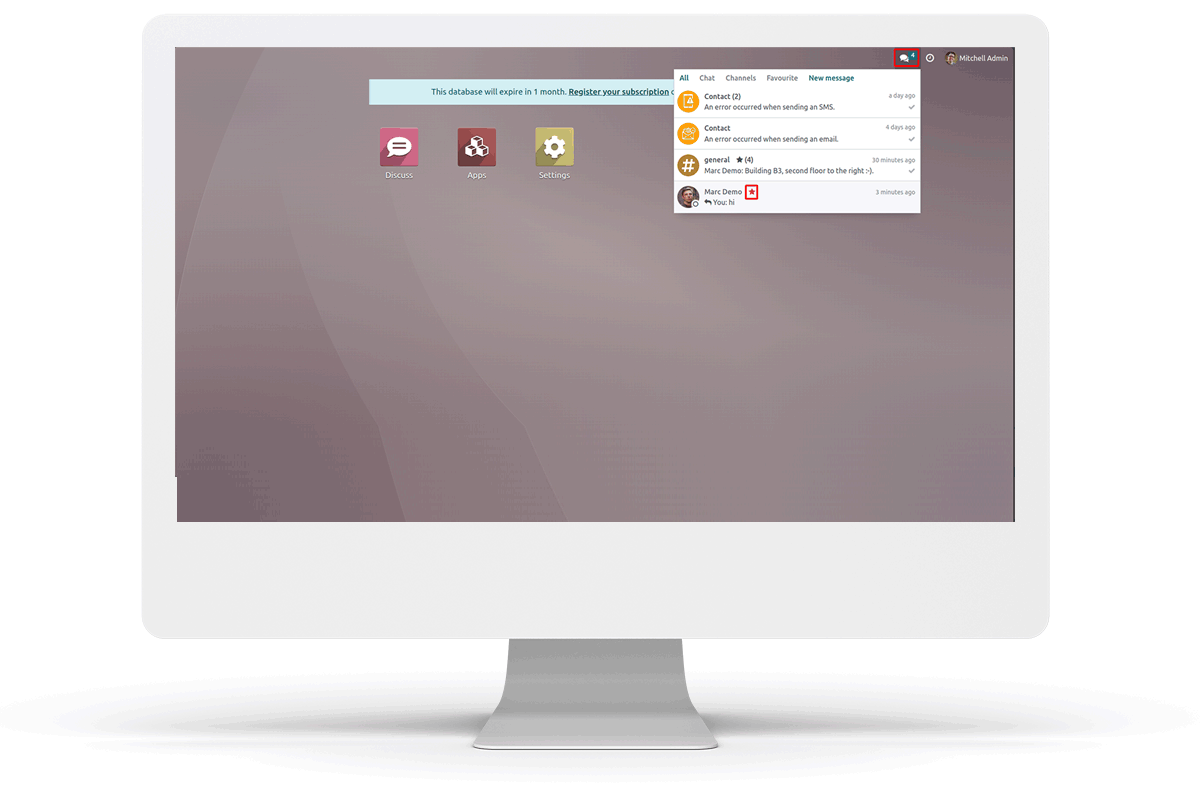 4
Mitchell Admin
This database will expire in 1 month. Register your subscription
All Chat Channels Favourite New message
Contact (2) a day ago
An error occurred when sending an SMS.
Contact 4 days ago
An error occurred when sending an email.
general (4) 30 minutes ago
Marc Demo: Building B3, second floor to the right :-).
Marc Demo 3 minutes ago
You: hi
Discuss Apps Settings